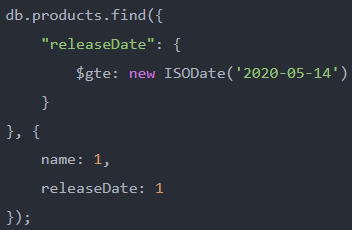 db.products.find({
    "releaseDate": {
        $gte: new ISODate('2020-05-14')
    }
}, {
    name: 1,
    releaseDate: 1
});